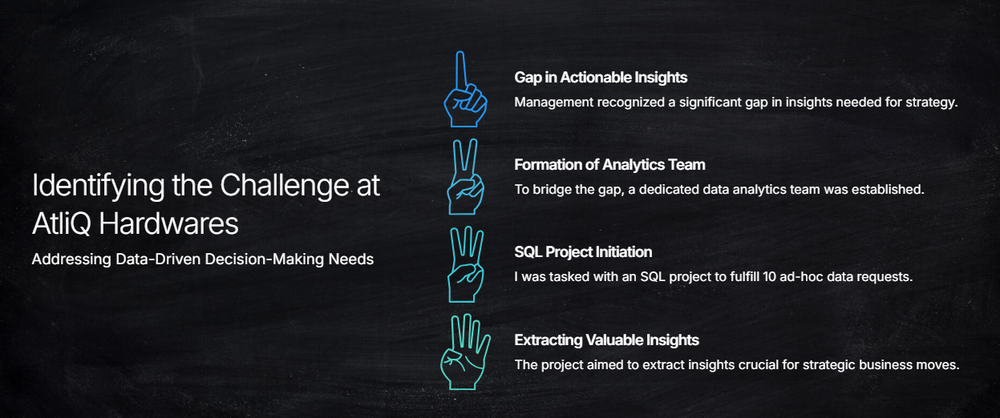 Identifying the Challenge at
AtliQ Hardwares
Addressing Data-Driven Decision-Making Needs
Gap in Actionable Insights
Management recognized a significant gap in insights needed for strategy.
Formation of Analytics Team
To bridge the gap, a dedicated data analytics team was established.
SQL Project Initiation
I was tasked with an SQL project to fulfill 10 ad-hoc data requests.
Extracting Valuable Insights
The project aimed to extract insights crucial for strategic business moves.